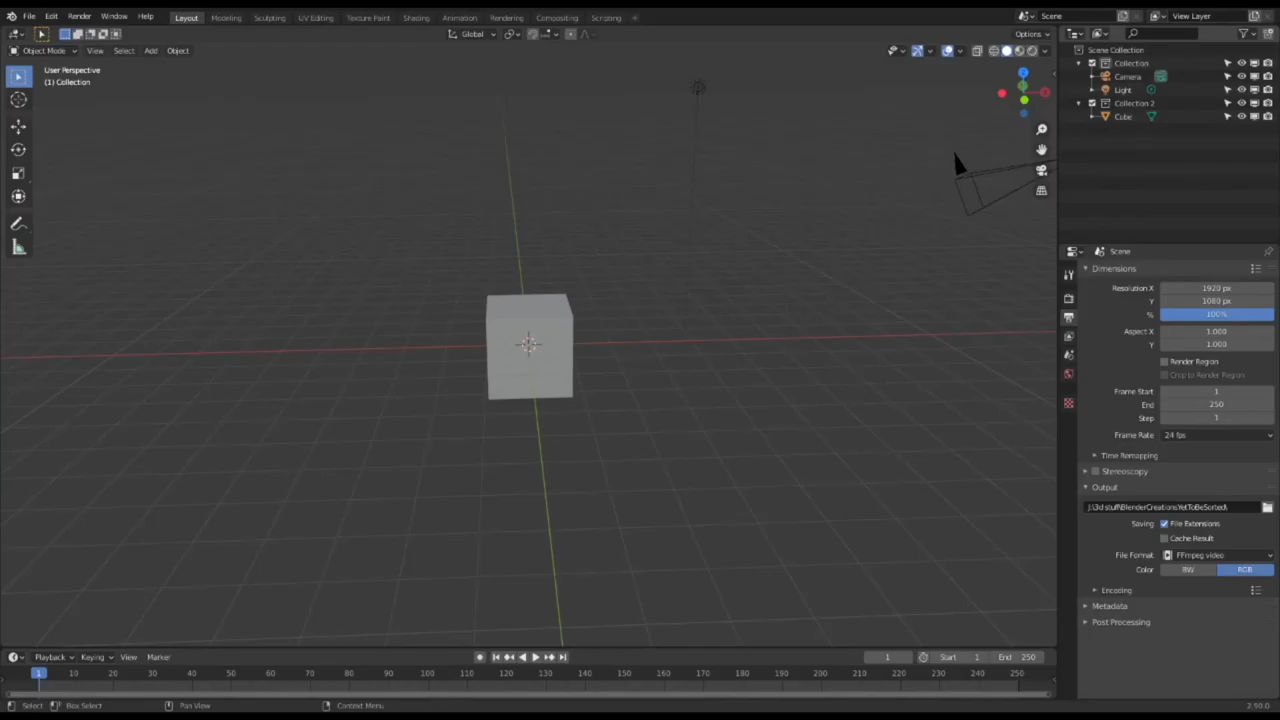 File Edit Render Window Help Layout Modeling Sculpting UV Editing Texture Paint Shading Animation Rendering Compositing Scripting + Scene View Layer
Global Options
Object Mode View Select Add Object
User Perspective
(1) Collection
Scene Collection
Collection
Camera
Light
Collection 2
Cube
Scene
Dimensions
Resolution X 1920 px
Y 1080 px
% 100%
Aspect X 1.000
Y 1.000
Render Region
Crop to Render Region
Frame Start 1
End 250
Step 1
Frame Rate 24 fps
Time Remapping
Stereoscopy
Output
J:\3d stuff\BlenderCreationsYetToBeSorted\
Saving File Extensions
Cache Result
File Format FFmpeg video
Color BW RGB
Encoding
Metadata
Post Processing
Playback Keying View Marker 1 Start 1 End 250
1 10 20 30 40 50 60 70 80 90 100 110 120 130 140 150 160 170 180 190 200 210 220 230 240 250
Select Box Select Pan View Context Menu 2.90.0